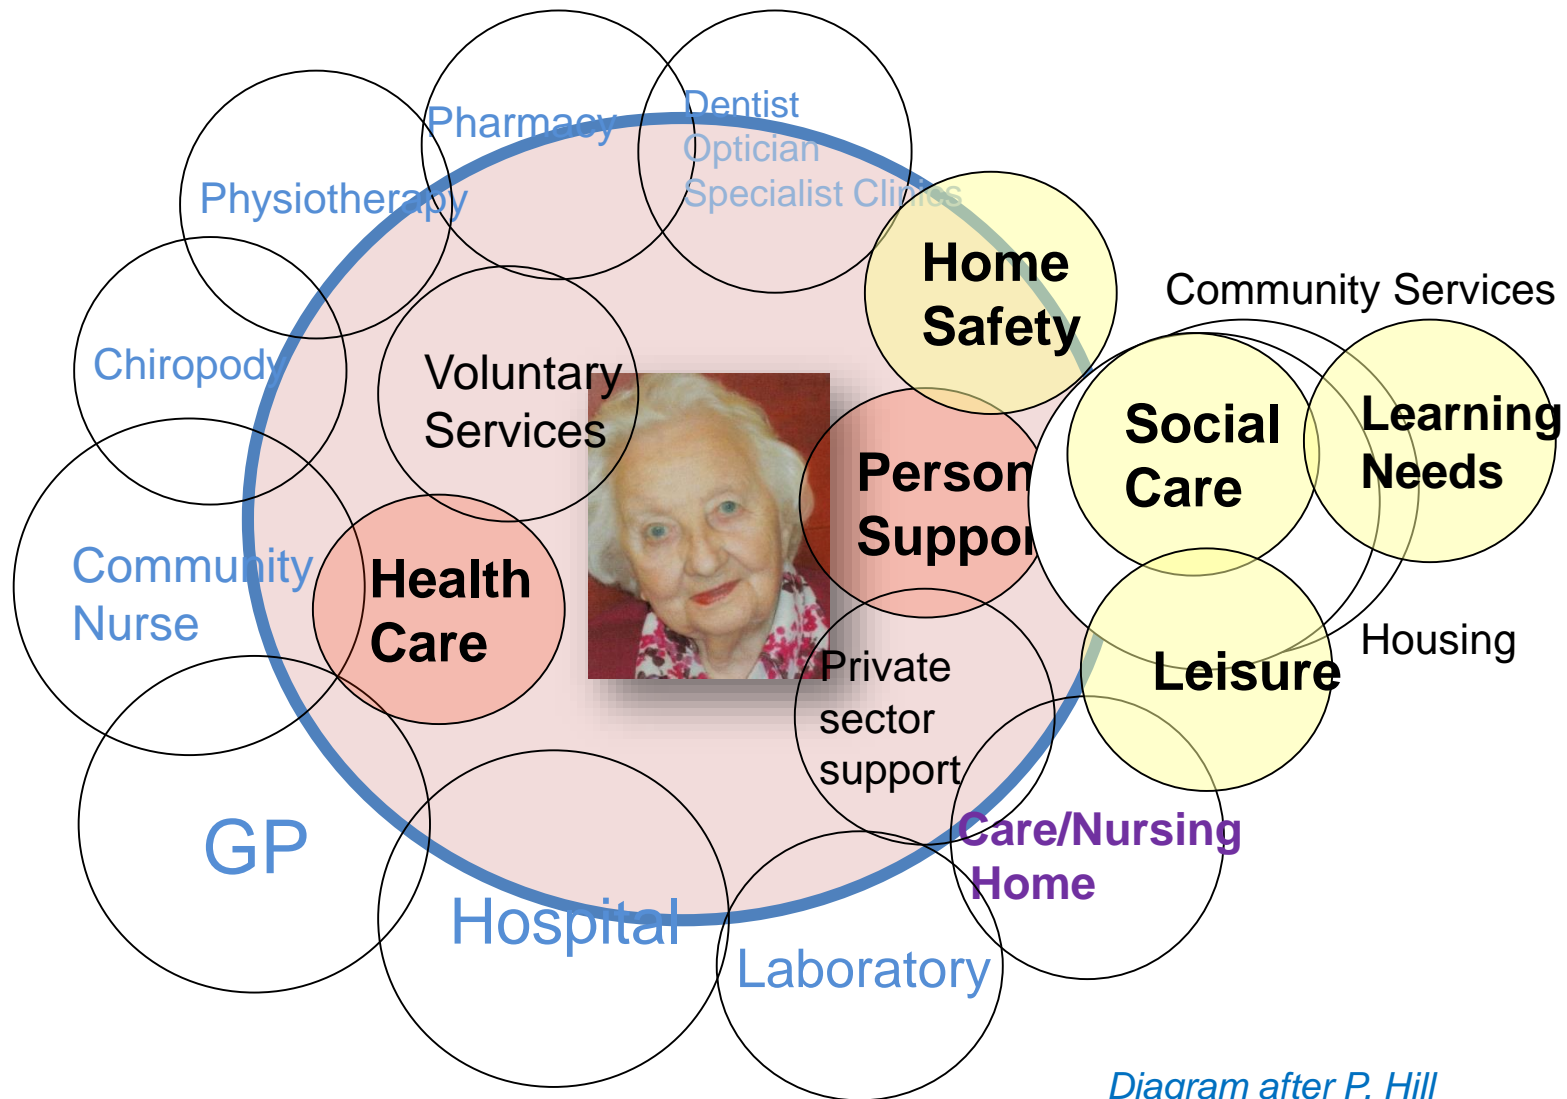 Pharmacy
Dentist
Optician
Specialist Clinics
Physiotherapy
Home
Safety
Community Services
Chiropody
Voluntary
Services
Social
Care
Learning
Needs
Person
Suppor
Community
Nurse
Health
Care
Private
sector
support
Leisure
Housing
GP
Care/Nursing
Home
Hospital
Laboratory
Diagram after P. Hill